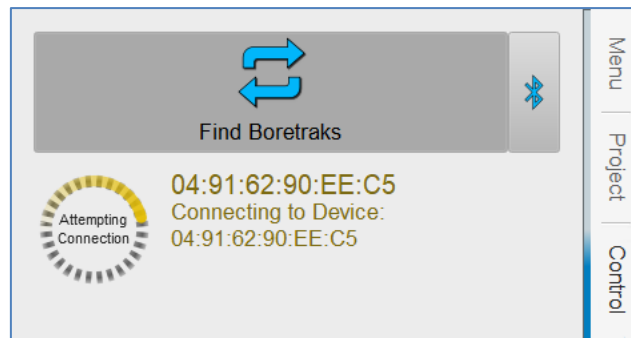 Find Boretraks
Attempting
Connection
04:91:62:90:EE:C5
Connecting to Device:
04:91:62:90:EE:C5
Menu
Project
Control